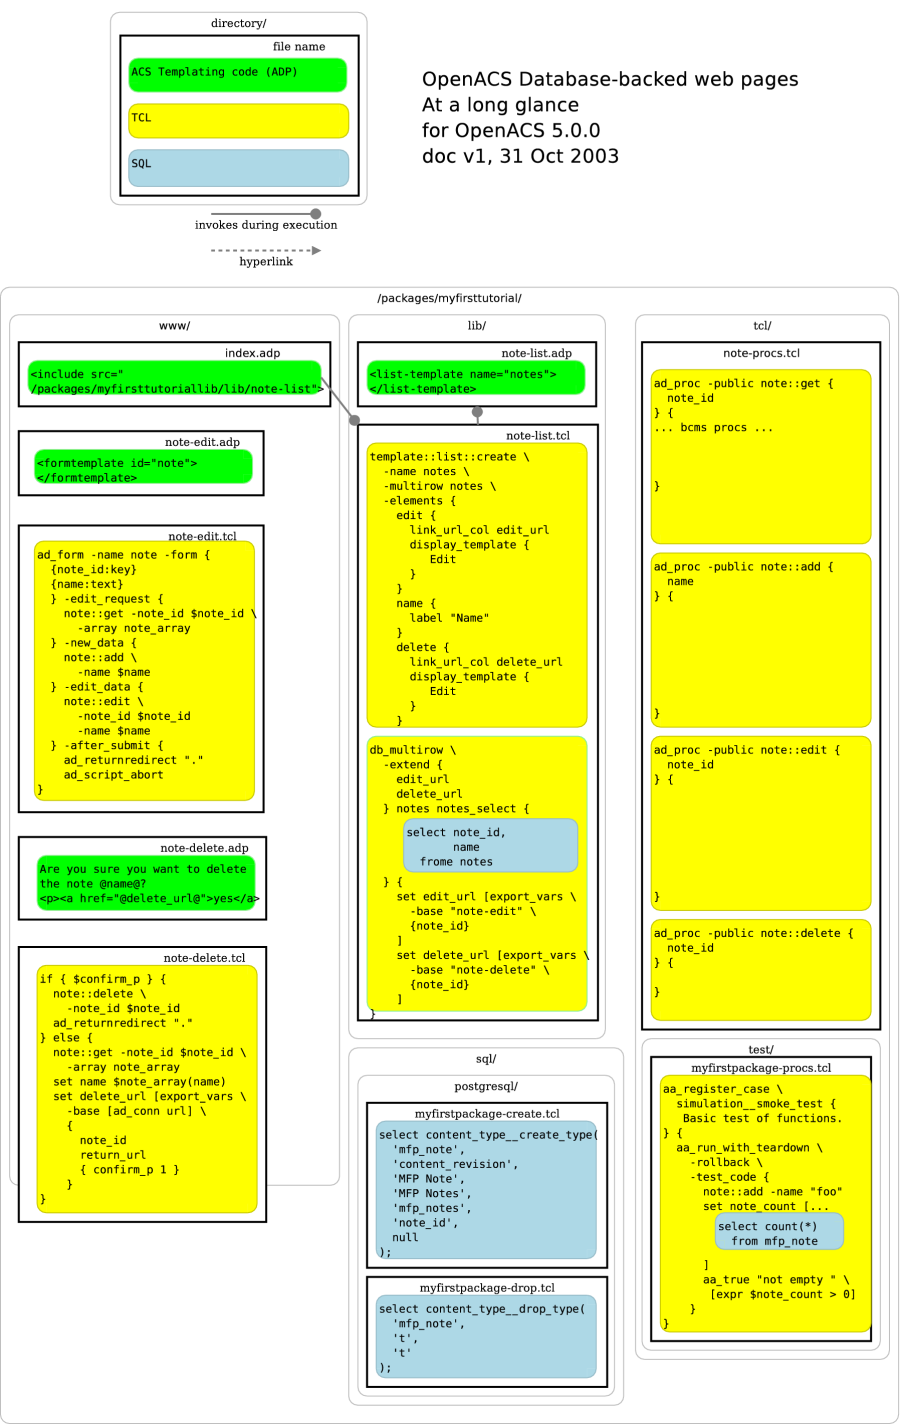 directory/
file name
ACS Templating code (ADP)
TCL
SQL
invokes during execution
hyperlink
OpenACS Database-backed web pages
At a long glance
for OpenACS 5.0.0
doc v1, 31 Oct 2003
/packages/myfirsttutorial/
www/
index.adp
<include src="
/packages/myfirsttutoriallib/lib/note-list">
note-edit.adp
<formtemplate id="note">
</formtemplate>
note-edit.tcl
ad_form -name note -form {
{note_id:key}
{name:text}
} -edit_request {
note::get -note_id $note_id \
-array note_array
} -new_data {
note::add \
-name $name
} -edit_data {
note::edit \
-note_id $note_id
-name $name
} -after_submit {
ad_returnredirect "."
ad_script_abort
}
note-delete.adp
Are you sure you want to delete
the note @name@?
<p><a href="@delete_url@">yes</a>
note-delete.tcl
if { $confirm_p } {
note::delete \
-note_id $note_id
ad_returnredirect "."
} else {
note::get -note_id $note_id \
-array note_array
set name $note_array(name)
set delete_url [export_vars \
-base [ad_conn url] \
{
note_id
return_url
{ confirm_p 1 }
}
}
lib/
note-list.adp
<list-template name="notes">
</list-template>
note-list.tcl
template::list::create \
-name notes \
-multirow notes \
-elements {
edit {
link_url_col edit_url
display_template {
Edit
}
}
name {
label "Name"
}
delete {
link_url_col delete_url
display_template {
Edit
}
}
db_multirow \
-extend {
edit_url
delete_url
} notes notes_select {
select note_id,
name
frome notes
} {
set edit_url [export_vars \
-base "note-edit" \
{note_id}
]
set delete_url [export_vars \
-base "note-delete" \
{note_id}
]
}
sql/
postgresql/
myfirstpackage-create.tcl
select content_type__create_type(
'mfp_note',
'content_revision',
'MFP Note',
'MFP Notes',
'mfp_notes',
'note_id',
null
);
myfirstpackage-drop.tcl
select content_type__drop_type(
'mfp_note',
't',
't'
);
tcl/
note-procs.tcl
ad_proc -public note::get {
note_id
} {
... bcms procs ...
}
ad_proc -public note::add {
name
} {
}
ad_proc -public note::edit {
note_id
} {
}
ad_proc -public note::delete {
note_id
} {
}
test/
myfirstpackage-procs.tcl
aa_register_case \
simulation__smoke_test {
Basic test of functions.
} {
aa_run_with_teardown \
-rollback \
-test_code {
note::add -name "foo"
set note_count [...
select count(*)
from mfp_note
]
aa_true "not empty " \
[expr $note_count > 0]
}
}